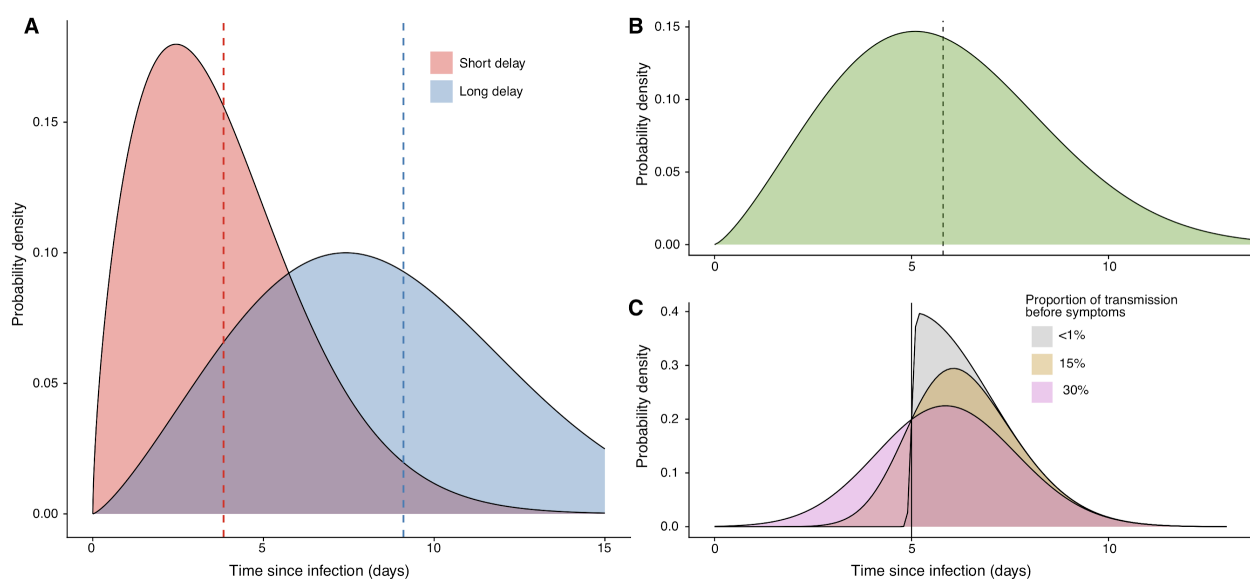 A
Short delay
Long delay
Probability density
0.15
0.10
0.05
0.00
0
5
10
15
Time since infection (days)
B
Probability density
0.15
0.10
0.05
0.00
0
5
10
C
Proportion of transmission
before symptoms
<1%
15%
30%
Probability density
0.4
0.3
0.2
0.1
0.0
0
5
10
Time since infection (days)